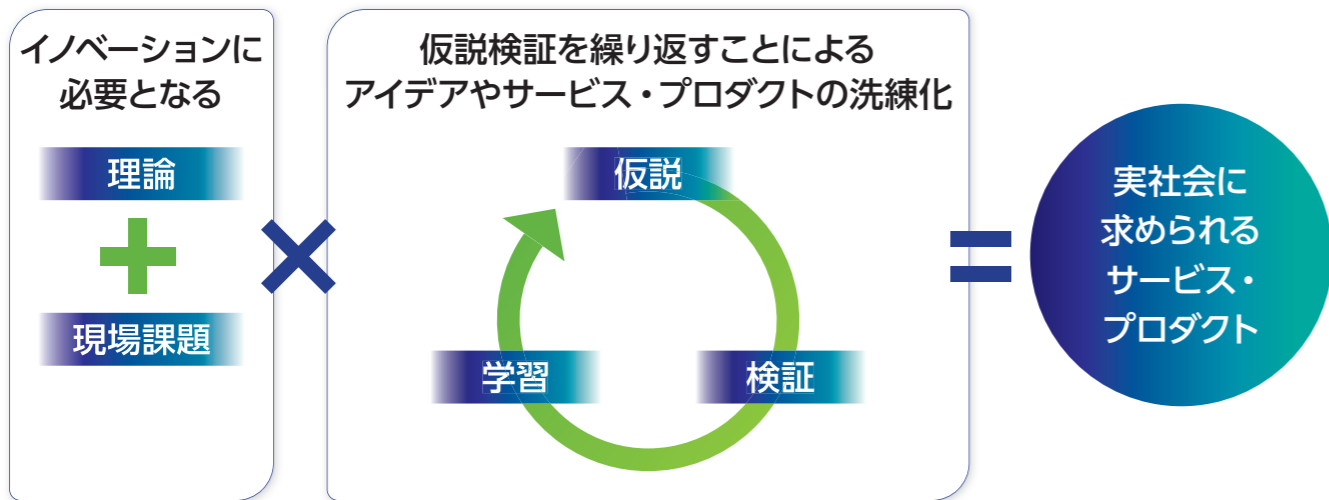 イノベーションに
必要となる
理論
+
現場課題
×
仮説検証を繰り返すことによる
アイデアやサービス・プロダクトの洗練化
仮説
検証
学習
=
実社会に
求められる
サービス・
プロダクト